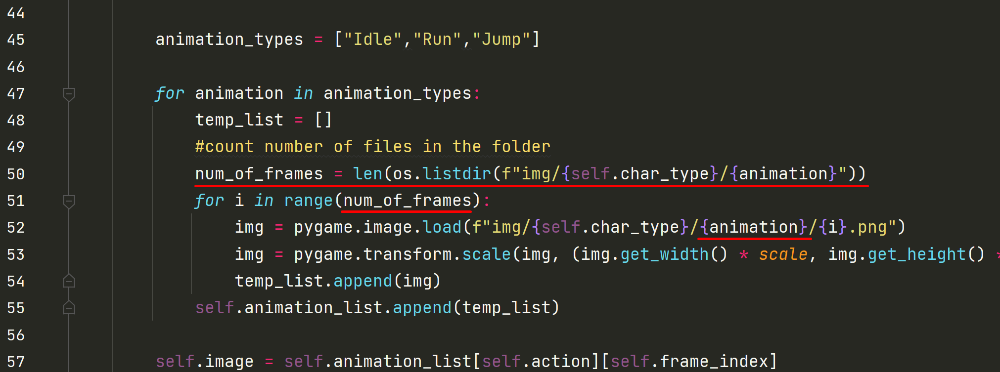 44
45 animation_types = ["Idle","Run","Jump"]
46
47 for animation in animation_types:
48 temp_list = []
49 #count number of files in the folder
50 num_of_frames = len(os.listdir(f"img/{self.char_type}/{animation}"))
51 for i in range(num_of_frames):
52 img = pygame.image.load(f"img/{self.char_type}/{animation}/{i}.png")
53 img = pygame.transform.scale(img, (img.get_width() * scale, img.get_height() *
54 temp_list.append(img)
55 self.animation_list.append(temp_list)
56
57 self.image = self.animation_list[self.action][self.frame_index]